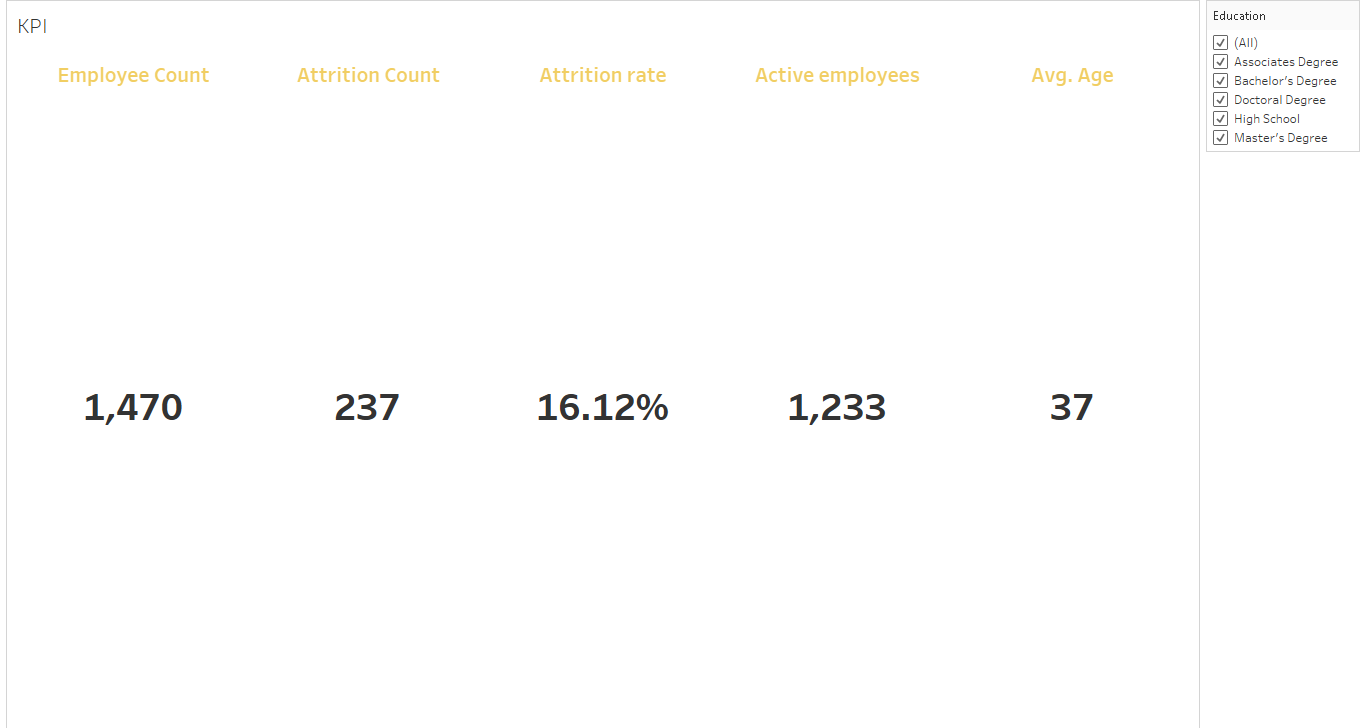 KPI
Employee Count Attrition Count Attrition rate Active employees Avg. Age
1,470 237 16.12% 1,233 37
Education
(All)
Associates Degree
Bachelor’s Degree
Doctoral Degree
High School
Master’s Degree